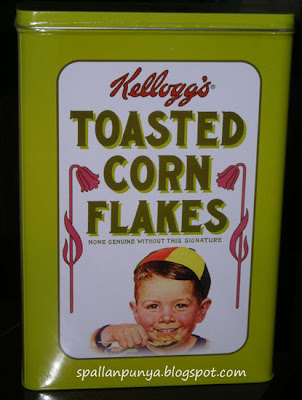 Kellogg's®
TOASTED
CORN
FLAKES
NONE GENUINE WITHOUT THIS SIGNATURE
spallanpunya.blogspot.com